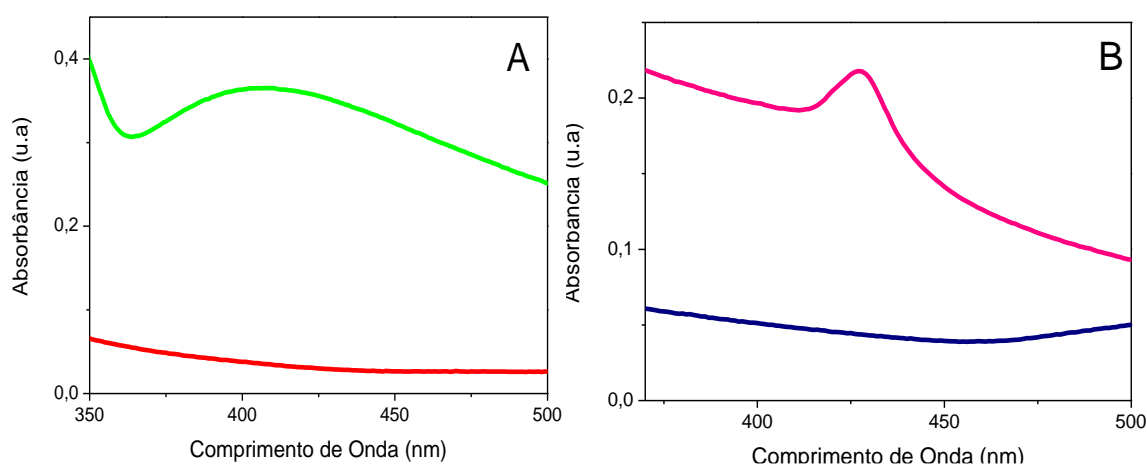 A
Absorbância (u.a)
0,4
0,2
0,0
350
400
450
500
Comprimento de Onda (nm)
B
Absorbância (u.a)
0,2
0,1
0,0
400
450
500
Comprimento de Onda (nm)